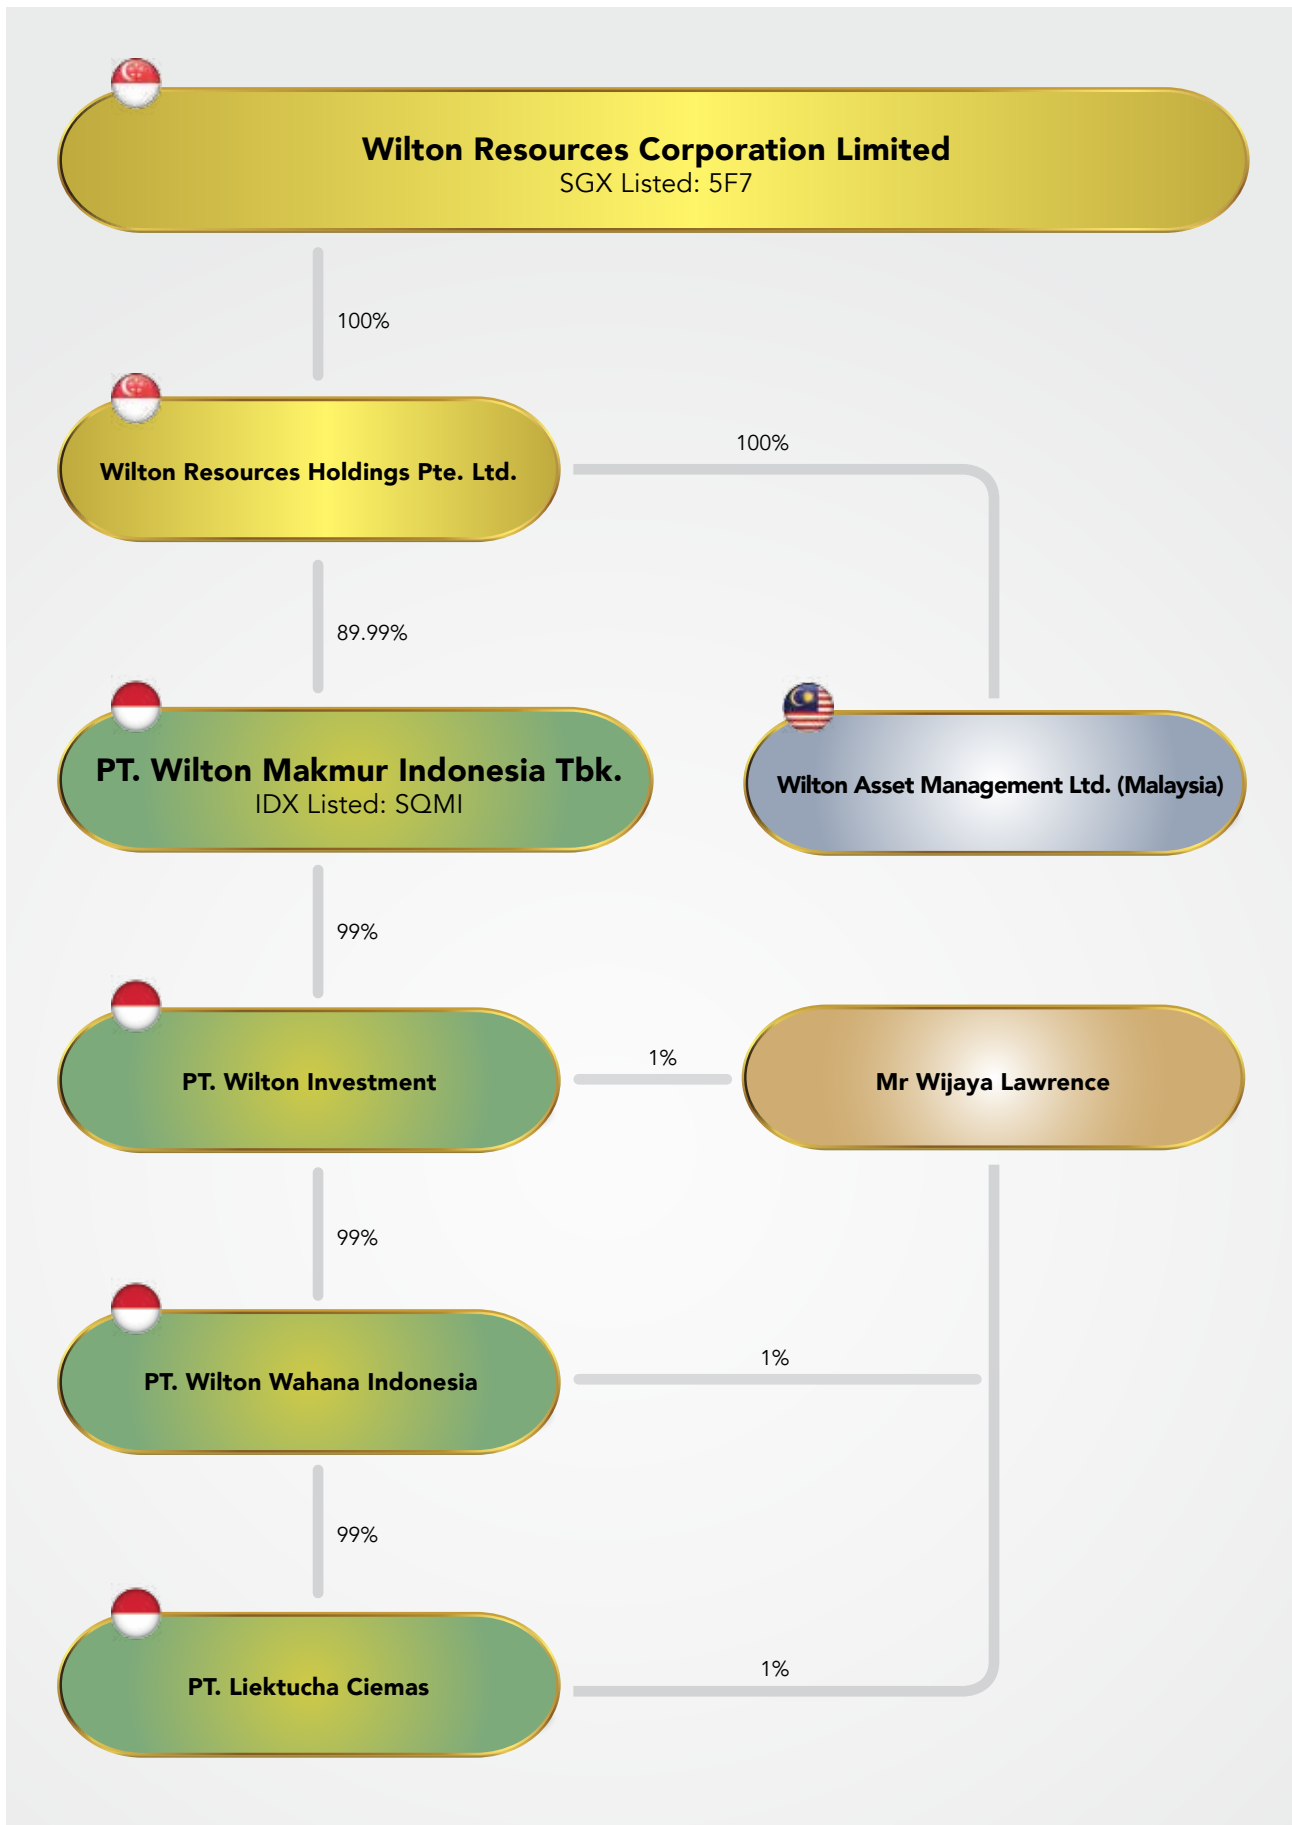 Wilton Resources Corporation Limited
SGX Listed: 5F7
100%
Wilton Resources Holdings Pte. Ltd.
100%
89.99%
PT. Wilton Makmur Indonesia Tbk.
IDX Listed: SQMI
Wilton Asset Management Ltd. (Malaysia)
99%
PT. Wilton Investment
1%
Mr Wijaya Lawrence
99%
PT. Wilton Wahana Indonesia
1%
99%
PT. Liektucha Ciemas
1%